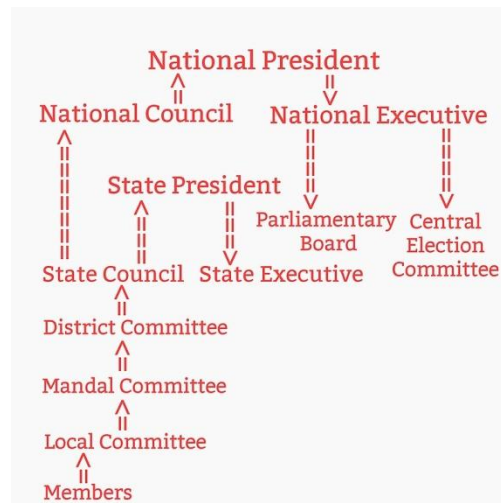 National President
National Council
National Executive
State President
Parliamentary
Board
Central
Election
Committee
State Council
State Executive
District Committee
Mandal Committee
Local Committee
Members